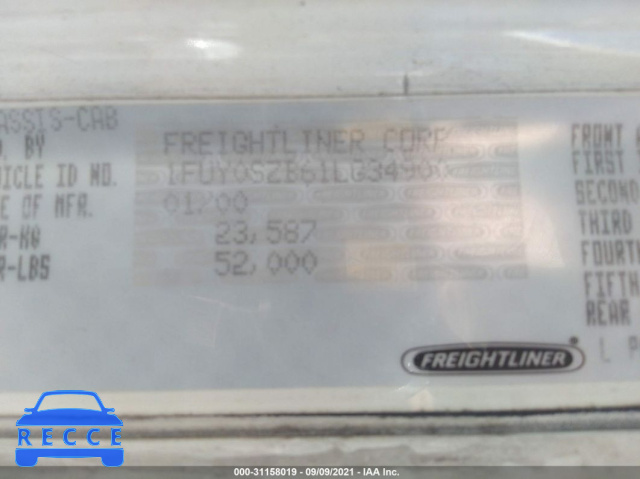 ASSIS-CAB
BY FREIGHTLINER CORP
ICLE ID NO.
E OF MFR. 01/00
R-KG 23,587
R-LBS 52,000
FRONT
FIRST
SECOND
THIRD
FOURTH
FIFTH
REAR
L P
FREIGHTLINER
RECCE
000-31158019 - 09/09/2021 - IAA Inc.